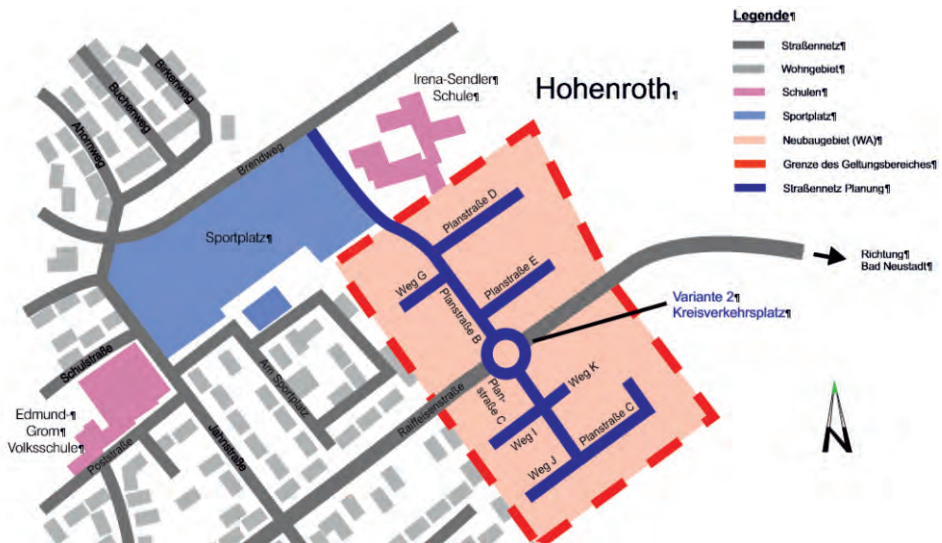 Legende¶
Straßennetz¶
Wohngebiet¶
Schulen¶
Sportplatz¶
Neubaugebiet (WA)¶
Grenze des Geltungsbereiches¶
Straßennetz Planung¶
Hohenroth¶
Irena-Sendler¶
Schule¶
Birkenweg
Buchenweg
Ahornweg
Brendweg
Sportplatz¶
Planstraße D
Weg G
Planstraße E
Planstraße B
Richtung¶
Bad Neustadt¶
Variante 2¶
Kreisverkehrsplatz¶
Schulstraße
Am Sportplatz
Raiffeisenstraße
Plan-
straße C
Weg K
Weg I
Planstraße C
Weg J
Edmund-¶
Grom¶
Volksschule¶
Poststraße
Jahnstraße
N